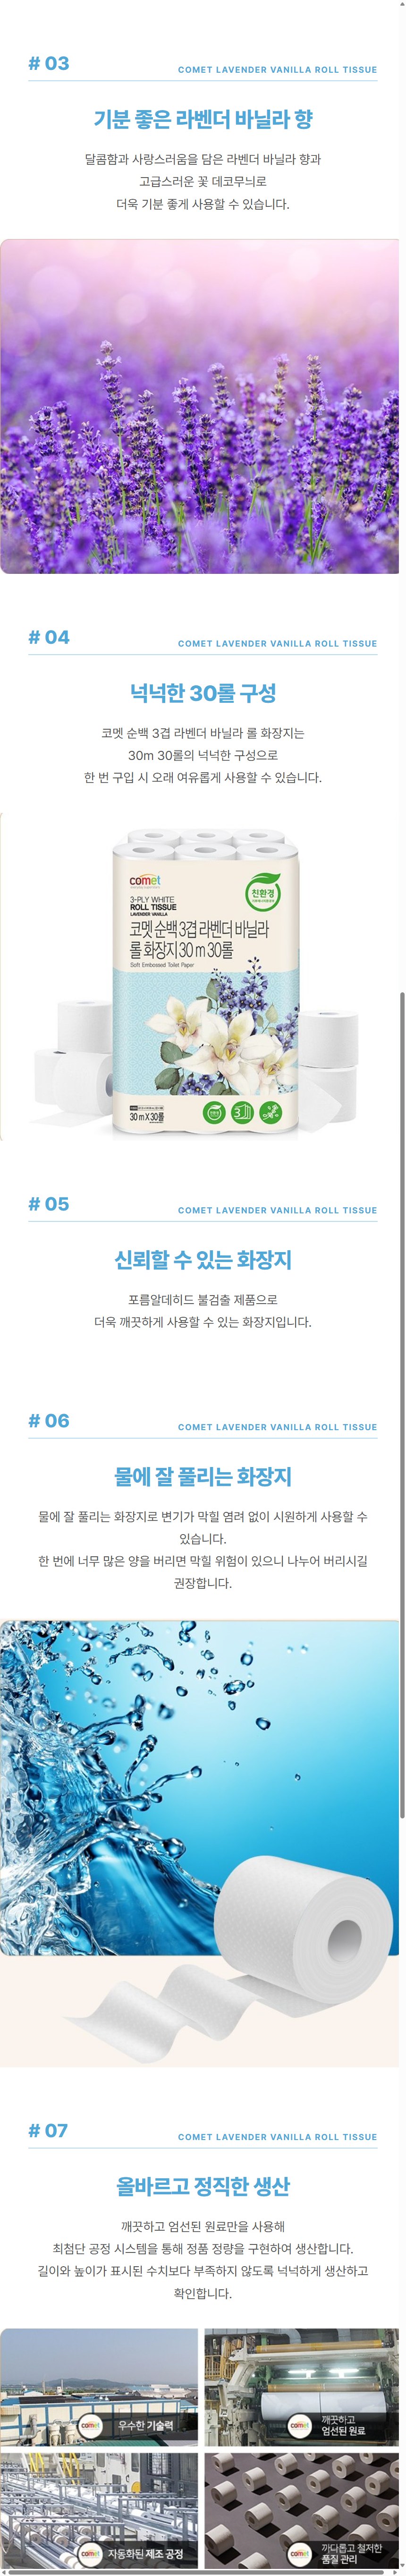 # 03
COMET LAVENDER VANILLA ROLL TISSUE
기분 좋은 라벤더 바닐라 향
달콤함과 사랑스러움을 담은 라벤더 바닐라 향과
고급스러운 꽃 데코무늬로
더욱 기분 좋게 사용할 수 있습니다.
# 04
COMET LAVENDER VANILLA ROLL TISSUE
넉넉한 30롤 구성
코멧 순백 3겹 라벤더 바닐라 롤 화장지는
30m 30롤의 넉넉한 구성으로
한 번 구입 시 오래 여유롭게 사용할 수 있습니다.
comet
친환경
3-PLY WHITE
ROLL TISSUE
LAVENDER VANILLA
코멧 순백 3겹 라벤더 바닐라
롤 화장지 30 m 30롤
Soft Embossed Toilet Paper
30 m X 30롤
# 05
COMET LAVENDER VANILLA ROLL TISSUE
신뢰할 수 있는 화장지
포름알데히드 불검출 제품으로
더욱 깨끗하게 사용할 수 있는 화장지입니다.
# 06
COMET LAVENDER VANILLA ROLL TISSUE
물에 잘 풀리는 화장지
물에 잘 풀리는 화장지로 변기가 막힐 염려 없이 시원하게 사용할 수
있습니다.
한 번에 너무 많은 양을 버리면 막힐 위험이 있으니 나누어 버리시길
권장합니다.
# 07
COMET LAVENDER VANILLA ROLL TISSUE
올바르고 정직한 생산
깨끗하고 엄선된 원료만을 사용해
최첨단 공정 시스템을 통해 정품 정량을 구현하여 생산합니다.
길이와 높이가 표시된 수치보다 부족하지 않도록 넉넉하게 생산하고
확인합니다.
comet 우수한 기술력
comet 깨끗하고
엄선된 원료
comet 자동화된 제조 공정
comet 까다롭고 철저한
품질 관리